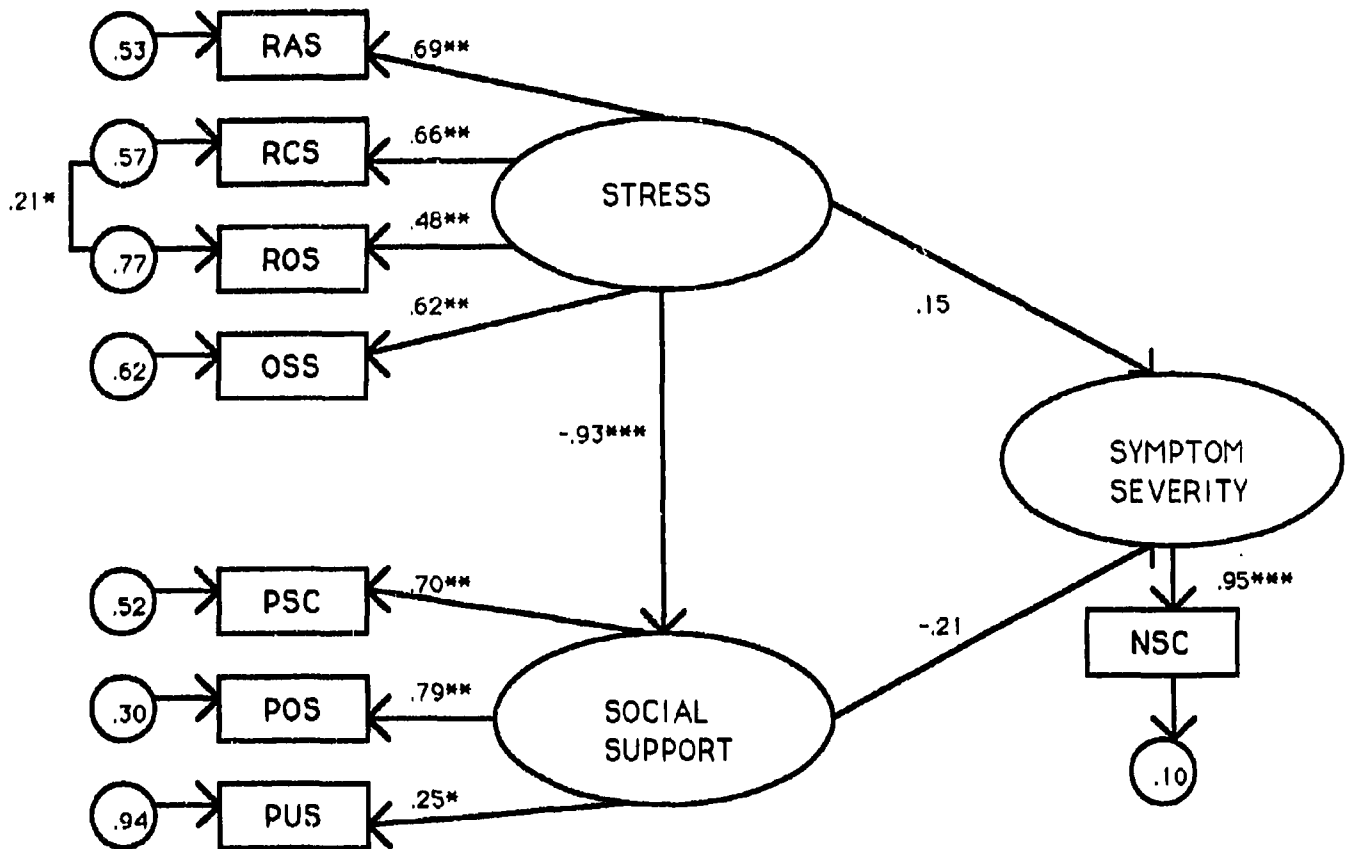 .53
RAS
.69**
.57
RCS
.66**
STRESS
.21*
.77
ROS
.48**
.62
OSS
.62**
.15
-.93***
SYMPTOM
SEVERITY
.52
PSC
.70**
.95***
-.21
NSC
.30
POS
.79**
SOCIAL
SUPPORT
.10
.94
PUS
.25*